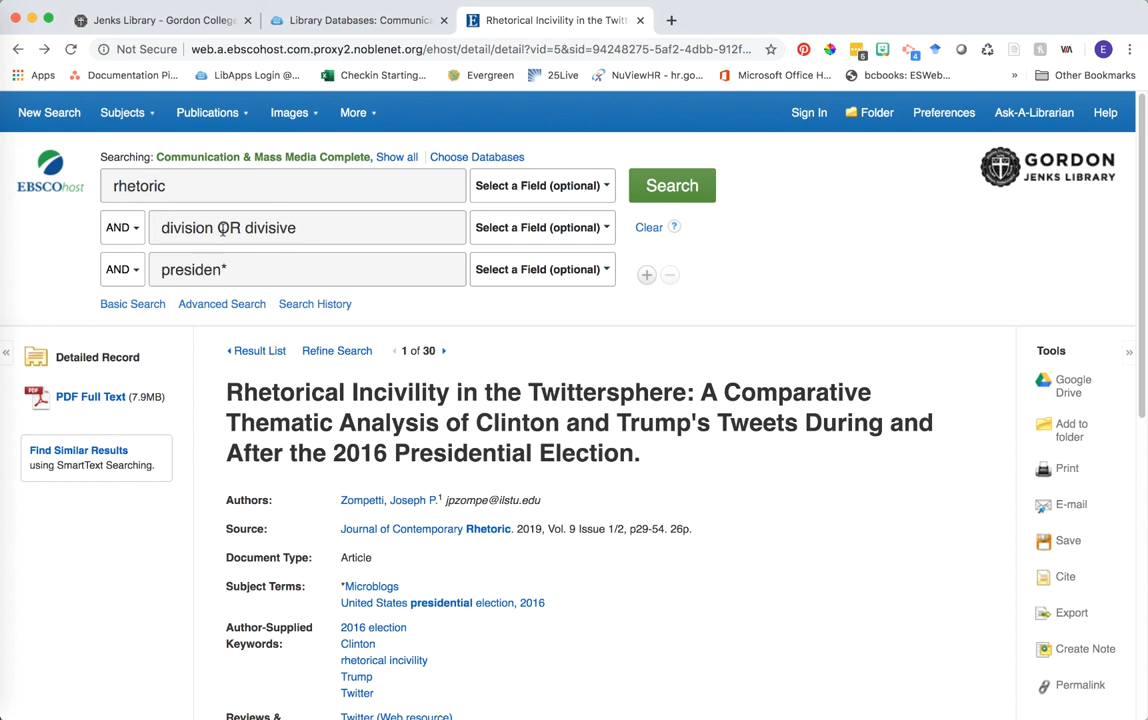 Jenks Library - Gordon College
Library Databases: Communica
Rhetorical Incivility in the Twitt
Not Secure
web.a.ebscohost.com.proxy2.noblenet.org/ehost/detail/detail?vid=5&sid=94248275-5af2-4dbb-912f...
Apps
Documentation Pi...
LibApps Login @...
Checkin Starting...
Evergreen
25Live
NuViewHR - hr.go...
Microsoft Office H...
bcbooks: ESWeb...
»
Other Bookmarks
New Search
Subjects
Publications
Images
More
Sign In
Folder
Preferences
Ask-A-Librarian
Help
EBSCOhost
Searching: Communication & Mass Media Complete, Show all | Choose Databases
GORDON
JENKS LIBRARY
rhetoric
Select a Field (optional)
Search
AND
division OR divisive
Select a Field (optional)
Clear ?
AND
presiden*
Select a Field (optional)
Basic Search
Advanced Search
Search History
«
Detailed Record
PDF Full Text (7.9MB)
Find Similar Results
using SmartText Searching.
Result List
Refine Search
1 of 30
Rhetorical Incivility in the Twittersphere: A Comparative
Thematic Analysis of Clinton and Trump's Tweets During and
After the 2016 Presidential Election.
Authors:
Zompetti, Joseph P.1 jpzompe@ilstu.edu
Source:
Journal of Contemporary Rhetoric. 2019, Vol. 9 Issue 1/2, p29-54. 26p.
Document Type:
Article
Subject Terms:
*Microblogs
United States presidential election, 2016
Author-Supplied
Keywords:
2016 election
Clinton
rhetorical incivility
Trump
Twitter
Reviews &
Twitter (Web resource)
Tools
»
Google
Drive
Add to
folder
Print
E-mail
Save
Cite
Export
Create Note
Permalink